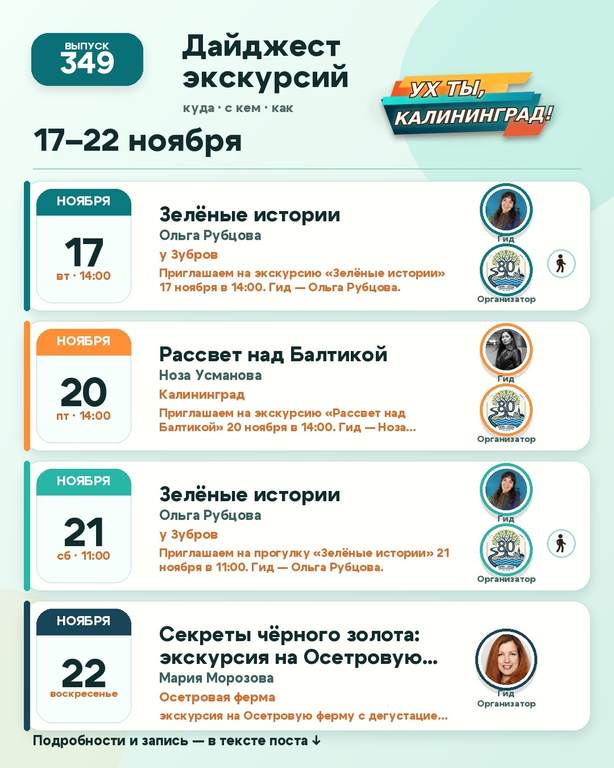 ВЫПУСК
349
Дайджест
экскурсий
куда · с кем · как
УХ ТЫ,
КАЛИНИНГРАД!
17–22 ноября
НОЯБРЯ
17
вт · 14:00
Зелёные истории
Ольга Рубцова
у Зубров
Приглашаем на экскурсию «Зелёные истории»
17 ноября в 14:00. Гид — Ольга Рубцова.
Гид
80
Организатор
НОЯБРЯ
20
пт · 14:00
Рассвет над Балтикой
Ноза Усманова
Калининград
Приглашаем на экскурсию «Рассвет над
Балтикой» 20 ноября в 14:00. Гид — Ноза...
Гид
80
Организатор
НОЯБРЯ
21
сб · 11:00
Зелёные истории
Ольга Рубцова
у Зубров
Приглашаем на прогулку «Зелёные истории» 21
ноября в 11:00. Гид — Ольга Рубцова.
Гид
80
Организатор
НОЯБРЯ
22
воскресенье
Секреты чёрного золота:
экскурсия на Осетровую...
Мария Морозова
Осетровая ферма
экскурсия на Осетровую ферму с дегустацие...
Гид
Организатор
Подробности и запись — в тексте поста ↓